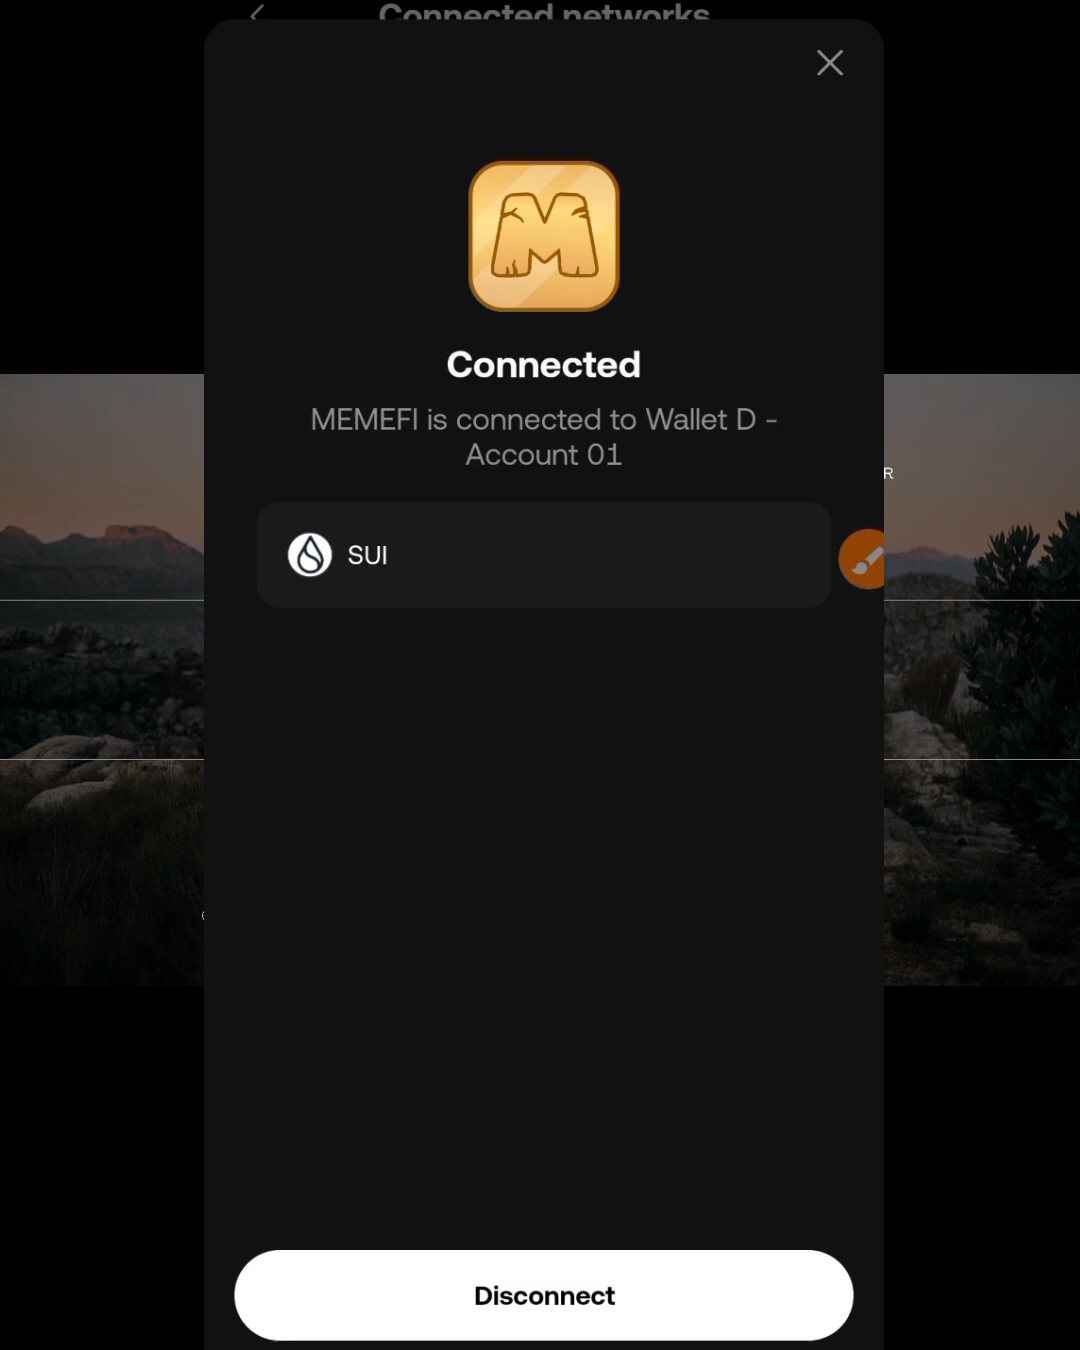 Connected networks
M
Connected
MEMEFI is connected to Wallet D -
Account 01
R
SUI
Disconnect